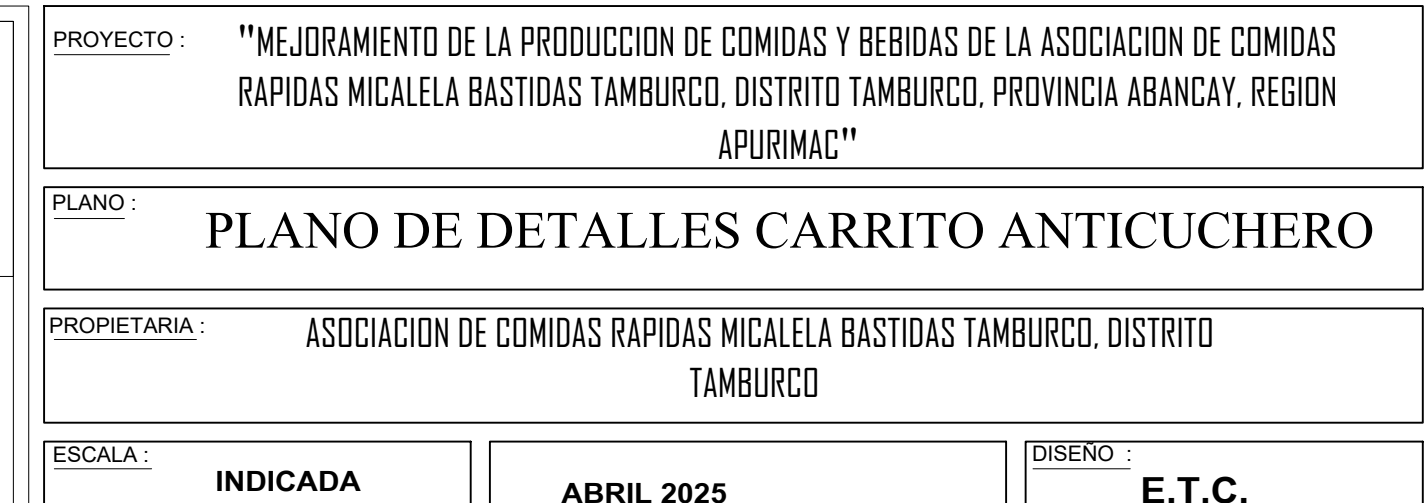 PROYECTO :
"MEJORAMIENTO DE LA PRODUCCION DE COMIDAS Y BEBIDAS DE LA ASOCIACION DE COMIDAS
RAPIDAS MICALELA BASTIDAS TAMBURCO, DISTRITO TAMBURCO, PROVINCIA ABANCAY, REGION
APURIMAC"
PLANO :
PLANO DE DETALLES CARRITO ANTICUCHERO
PROPIETARIA :
ASOCIACION DE COMIDAS RAPIDAS MICALELA BASTIDAS TAMBURCO, DISTRITO
TAMBURCO
ESCALA :
INDICADA
ABRIL 2025
DISEÑO :
E.T.C.